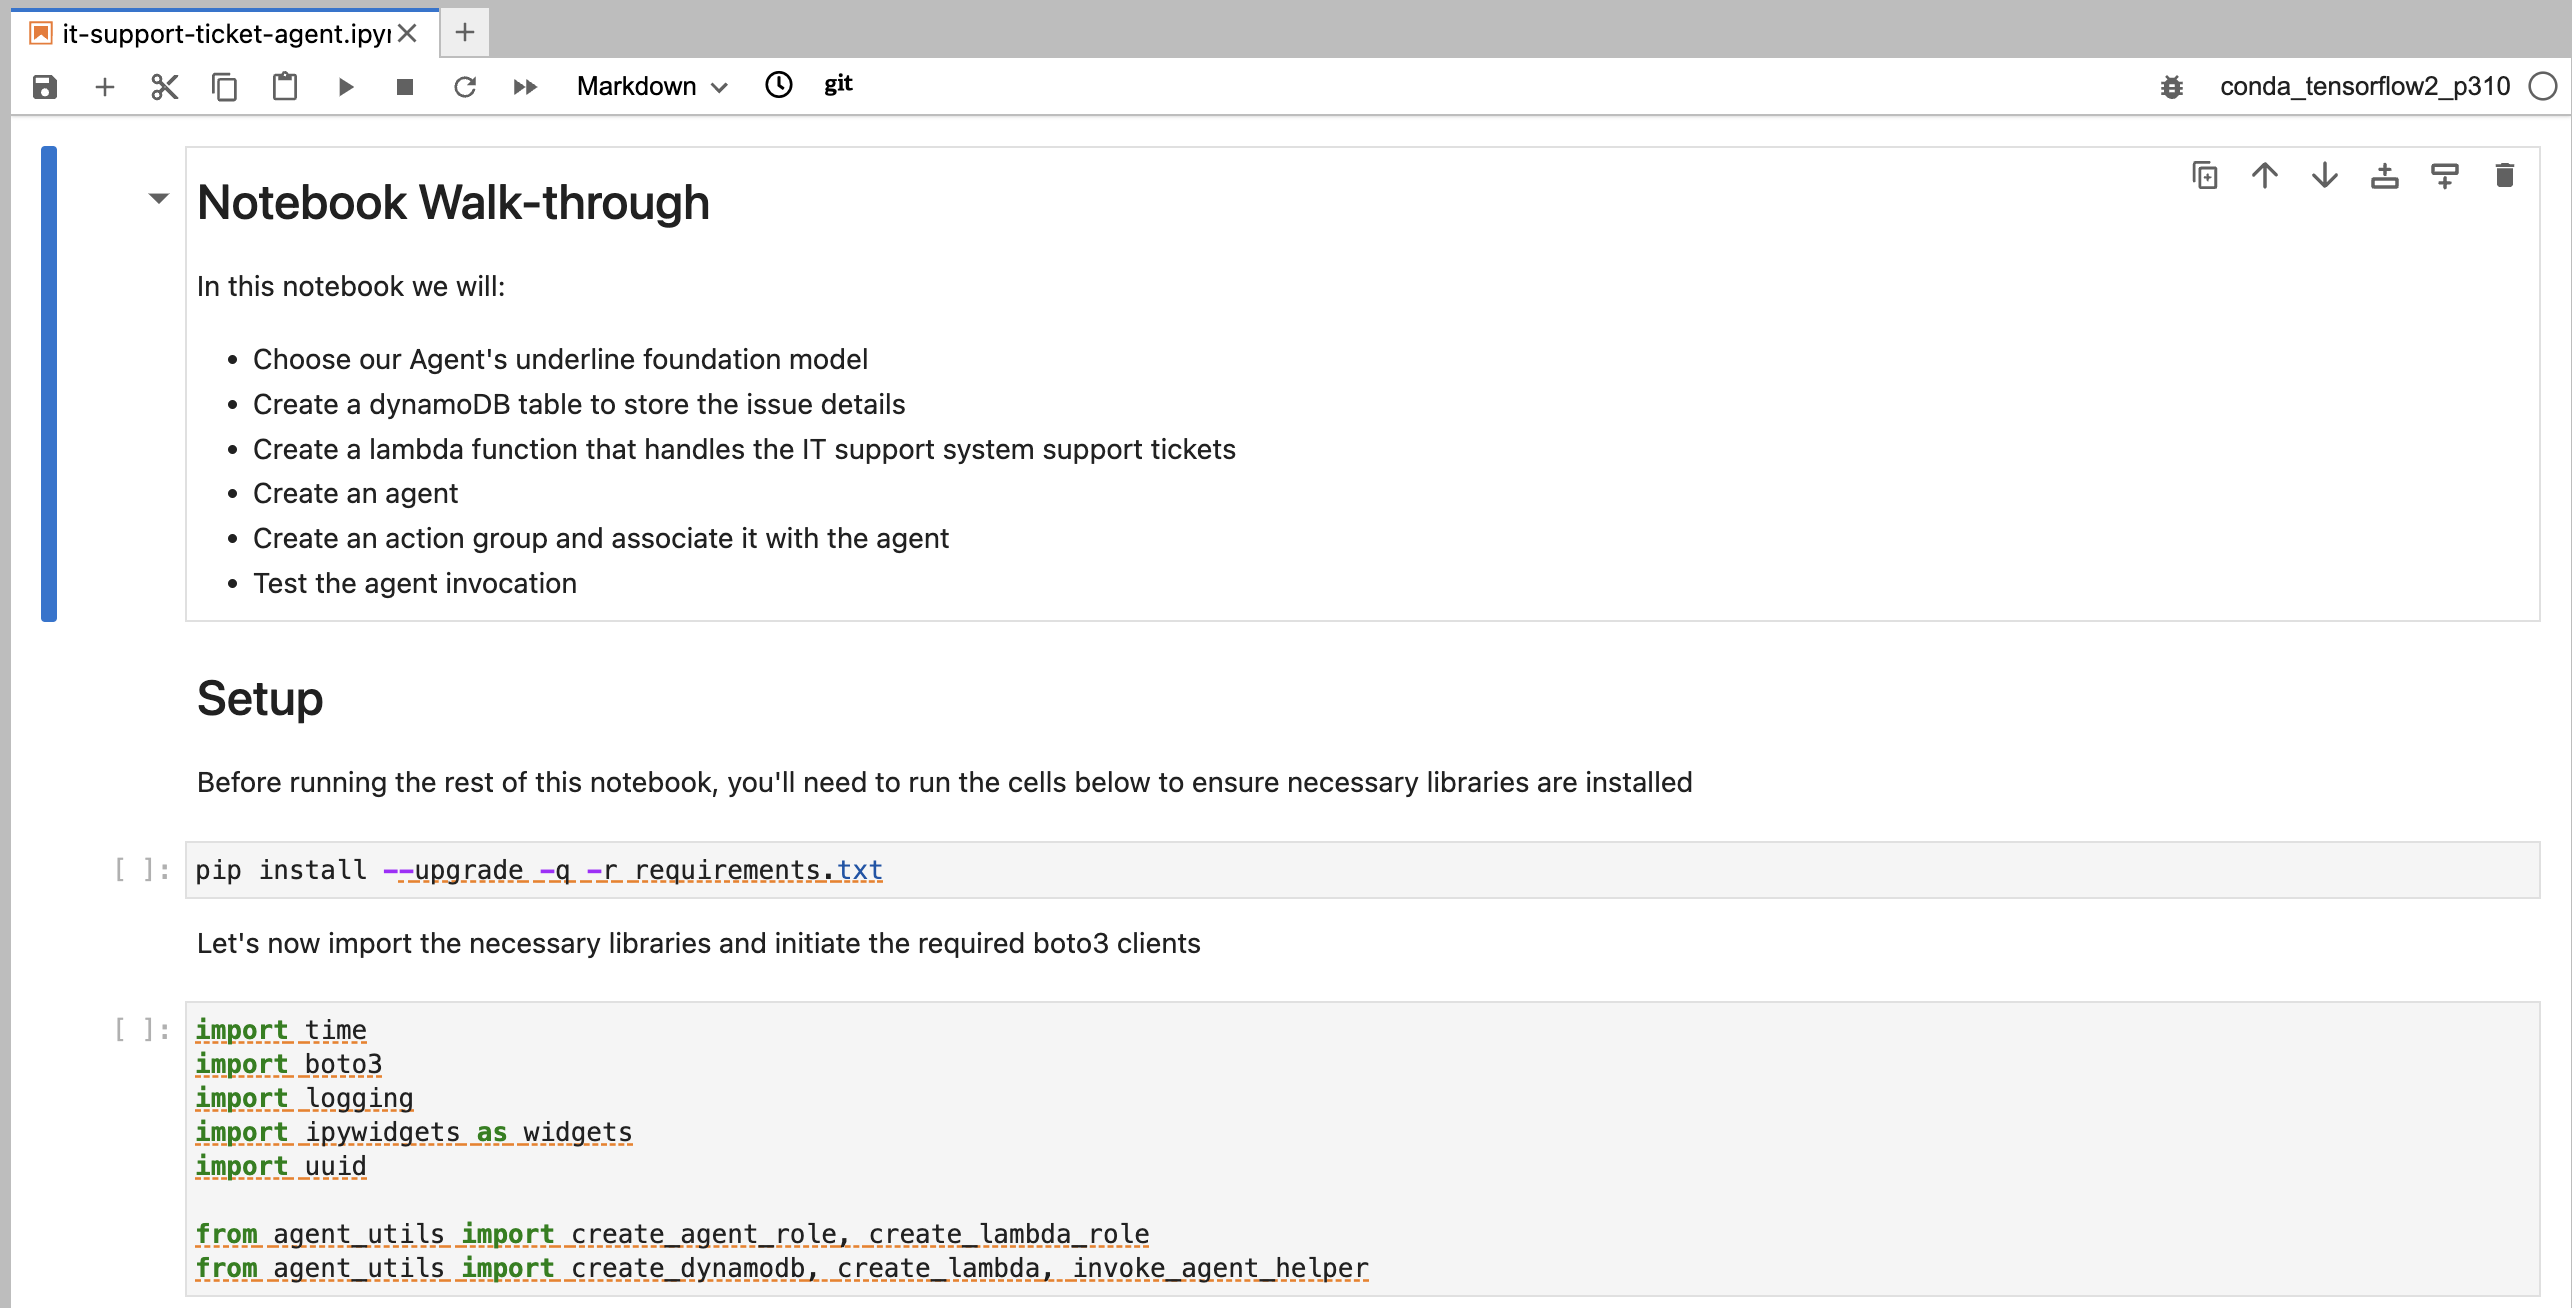 it-support-ticket-agent.ipyn
Markdown
git
conda_tensorflow2_p310
Notebook Walk-through
In this notebook we will:
• Choose our Agent's underline foundation model
• Create a dynamoDB table to store the issue details
• Create a lambda function that handles the IT support system support tickets
• Create an agent
• Create an action group and associate it with the agent
• Test the agent invocation
Setup
Before running the rest of this notebook, you'll need to run the cells below to ensure necessary libraries are installed
[ ]: pip install --upgrade -q -r requirements.txt
Let's now import the necessary libraries and initiate the required boto3 clients
[ ]: import time
import boto3
import logging
import ipywidgets as widgets
import uuid
from agent_utils import create_agent_role, create_lambda_role
from agent_utils import create_dynamodb, create_lambda, invoke_agent_helper